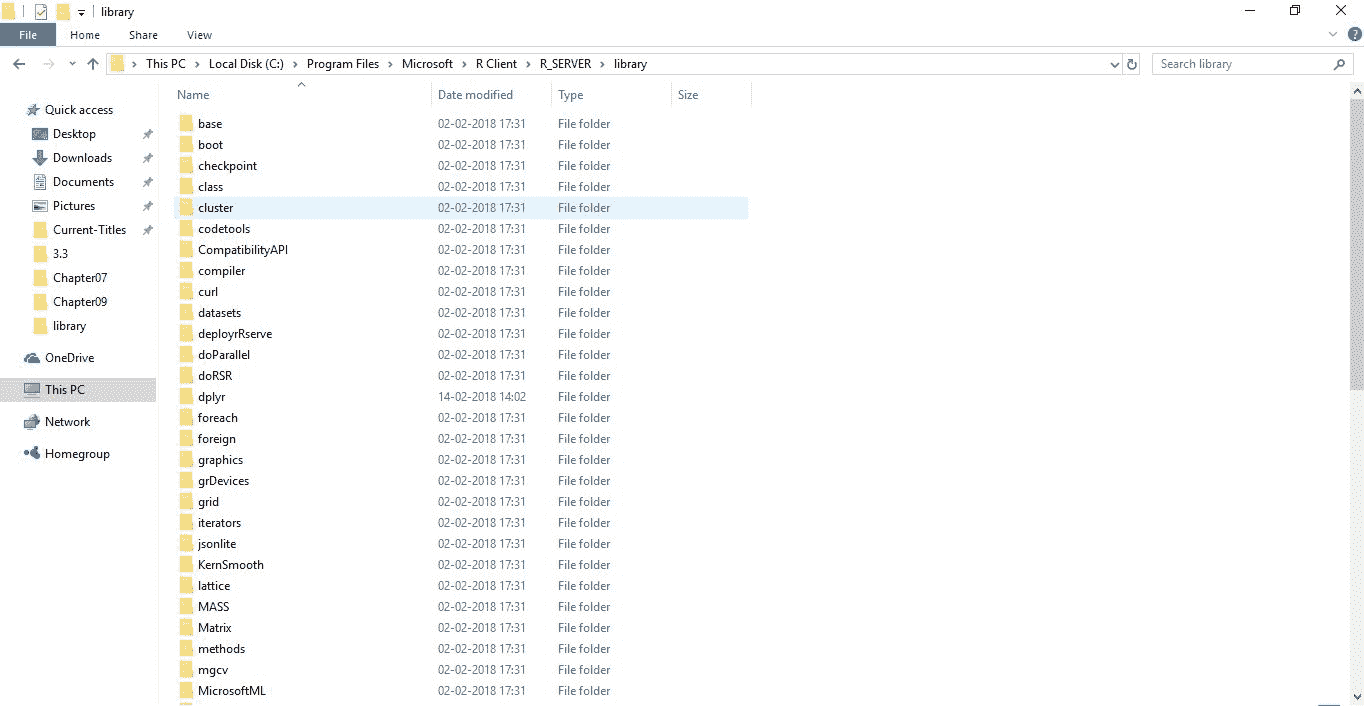 library
File Home Share View
This PC Local Disk (C:) Program Files Microsoft R Client R_SERVER library Search library
Name Date modified Type Size
Quick access
Desktop
Downloads
Documents
Pictures
Current-Titles
3.3
Chapter07
Chapter09
library
OneDrive
This PC
Network
Homegroup
base 02-02-2018 17:31 File folder
boot 02-02-2018 17:31 File folder
checkpoint 02-02-2018 17:31 File folder
class 02-02-2018 17:31 File folder
cluster 02-02-2018 17:31 File folder
codetools 02-02-2018 17:31 File folder
CompatibilityAPI 02-02-2018 17:31 File folder
compiler 02-02-2018 17:31 File folder
curl 02-02-2018 17:31 File folder
datasets 02-02-2018 17:31 File folder
deployrRserve 02-02-2018 17:31 File folder
doParallel 02-02-2018 17:31 File folder
doRSR 02-02-2018 17:31 File folder
dplyr 14-02-2018 14:02 File folder
foreach 02-02-2018 17:31 File folder
foreign 02-02-2018 17:31 File folder
graphics 02-02-2018 17:31 File folder
grDevices 02-02-2018 17:31 File folder
grid 02-02-2018 17:31 File folder
iterators 02-02-2018 17:31 File folder
jsonlite 02-02-2018 17:31 File folder
KernSmooth 02-02-2018 17:31 File folder
lattice 02-02-2018 17:31 File folder
MASS 02-02-2018 17:31 File folder
Matrix 02-02-2018 17:31 File folder
methods 02-02-2018 17:31 File folder
mgcv 02-02-2018 17:31 File folder
MicrosoftML 02-02-2018 17:31 File folder